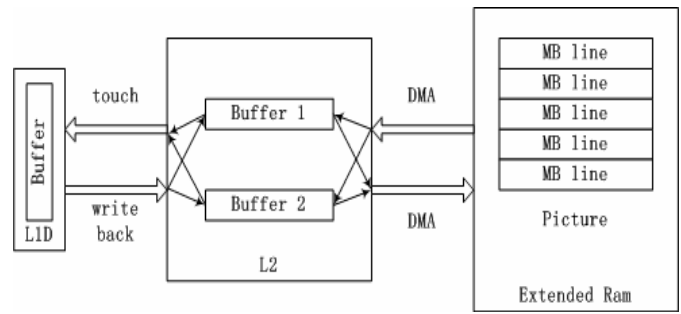 Buffer
L1D
touch
write
back
Buffer 1
Buffer 2
L2
DMA
DMA
MB line
MB line
MB line
MB line
MB line
Picture
Extended Ram